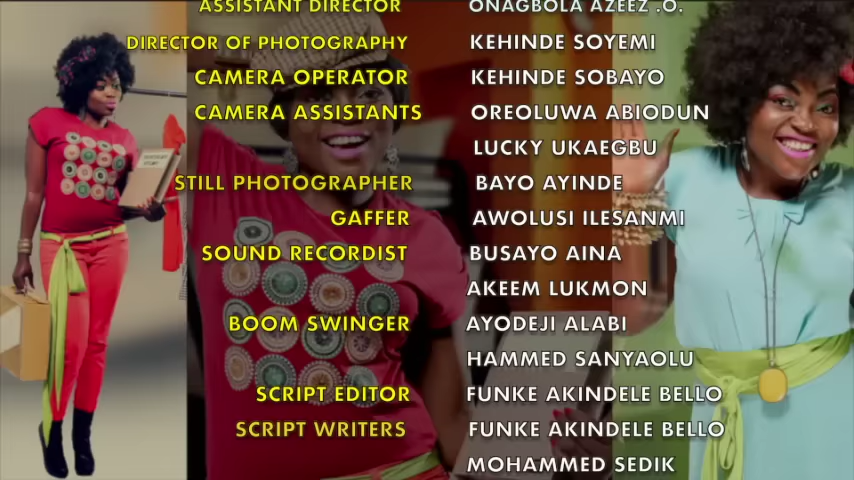 ASSISTANT DIRECTOR ONAGBOLA AZEEZ .O.
DIRECTOR OF PHOTOGRAPHY KEHINDE SOYEMI
CAMERA OPERATOR KEHINDE SOBAYO
CAMERA ASSISTANTS OREOLUWA ABIODUN
LUCKY UKAEGBU
STILL PHOTOGRAPHER BAYO AYINDE
GAFFER AWOLUSI ILESANMI
SOUND RECORDIST BUSAYO AINA
AKEEM LUKMON
BOOM SWINGER AYODEJI ALABI
HAMMED SANYAOLU
SCRIPT EDITOR FUNKE AKINDELE BELLO
SCRIPT WRITERS FUNKE AKINDELE BELLO
MOHAMMED SEDIK